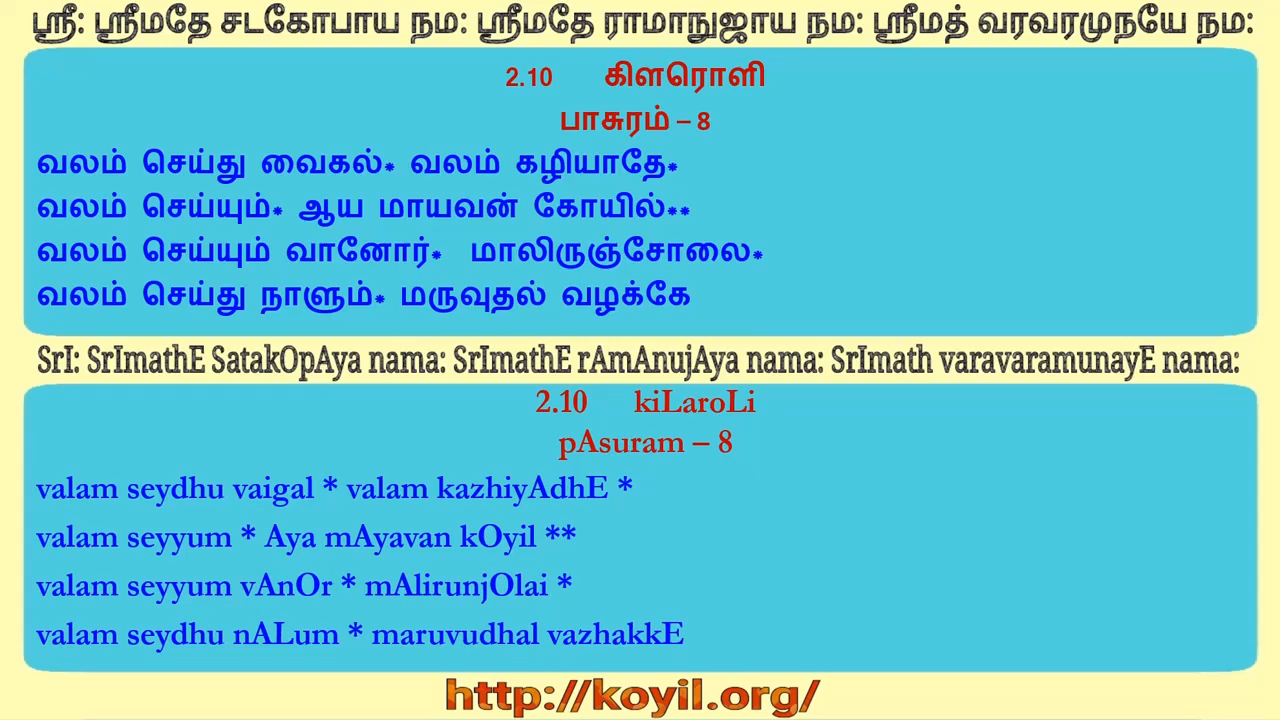 ஸ்ரீ: ஸ்ரீமதே சடகோபாய நம: ஸ்ரீமதே ராமாநுஜாய நம: ஸ்ரீமத் வரவரமுநயே நம:
2.10 கிளரொளி
பாசுரம் – 8
வலம் செய்து வைகல்* வலம் கழியாதே*
வலம் செய்யும்* ஆய மாயவன் கோயில்**
வலம் செய்யும் வானோர்* மாலிருஞ்சோலை*
வலம் செய்து நாளும்* மருவுதல் வழக்கே
SrI: SrImathE SatakOpAya nama: SrImathE rAmAnujAya nama: SrImath varavaramunayE nama:
2.10 kiLaroLi
pAsuram – 8
valam seydhu vaigal * valam kazhiyAdhE *
valam seyyum * Aya mAyavan kOyil **
valam seyyum vAnOr * mAlirunjOlai *
valam seydhu nALum * maruvudhal vazhakkE
http://koyil.org/